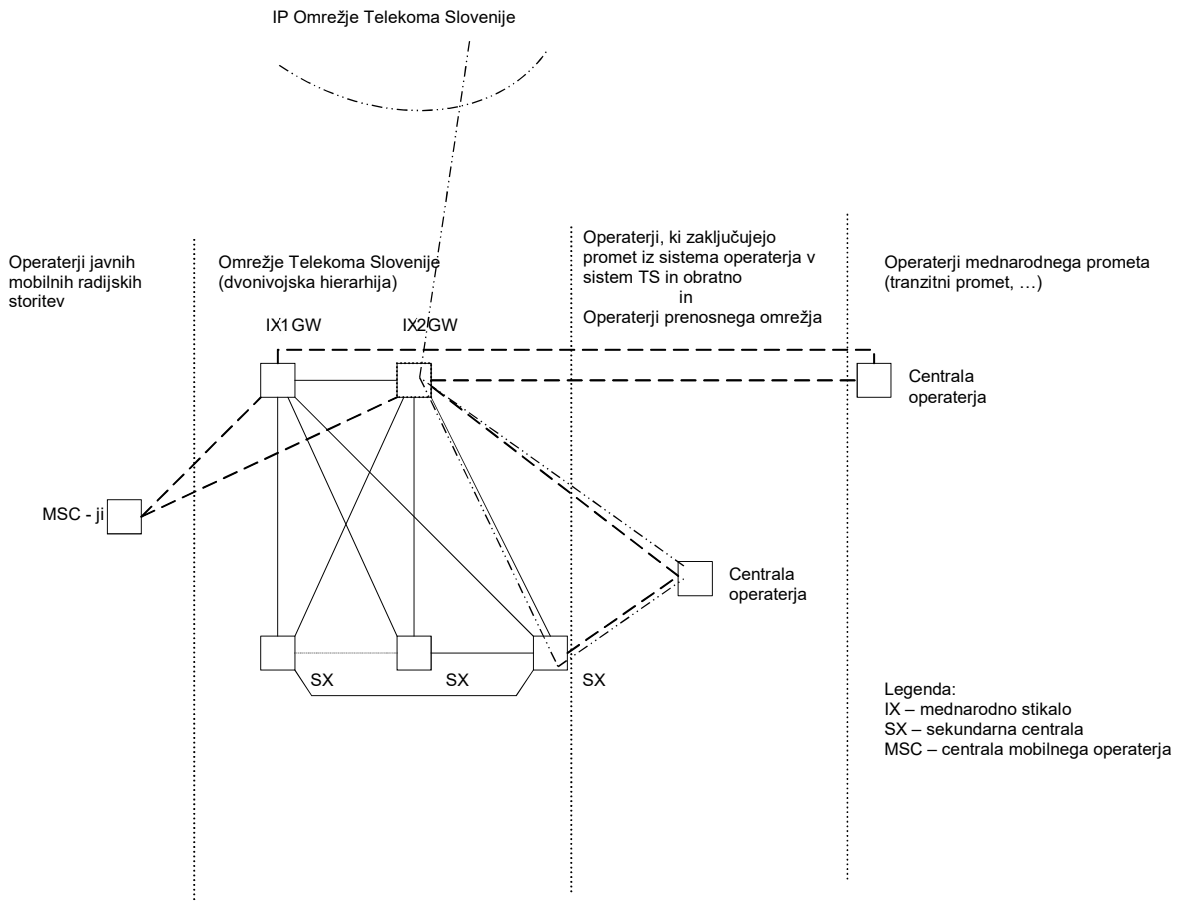 IP Omrežje Telekoma Slovenije
Operaterji javnih
mobilnih radijskih
storitev
Omrežje Telekoma Slovenije
(dvonivojska hierarhija)
Operaterji, ki zaključujejo
promet iz sistema operaterja v
sistem TS in obratno
in
Operaterji prenosnega omrežja
Operaterji mednarodnega prometa
(tranzitni promet, …)
IX1 GW
IX2GW
Centrala
operaterja
MSC - ji
Centrala
operaterja
SX
SX
SX
Legenda:
IX – mednarodno stikalo
SX – sekundarna centrala
MSC – centrala mobilnega operaterja